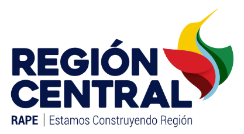 REGIÓN
CENTRAL
RAPE | Estamos Construyendo Región